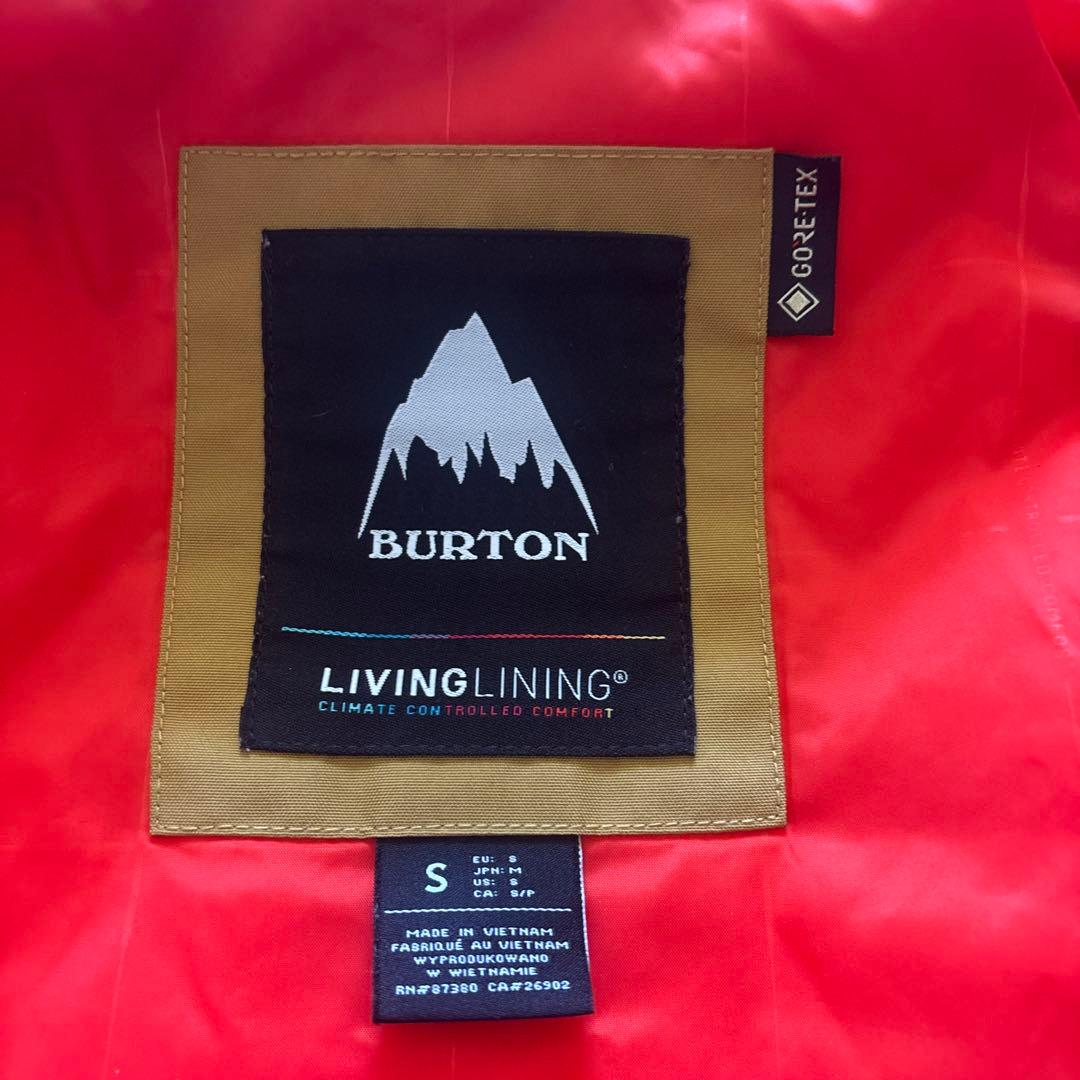 GORE-TEX
BURTON
LIVINGLINING®
CLIMATE CONTROLLED COMFORT
S
EU: S
JPN: M
US: S
CA: S/P
MADE IN VIETNAM
FABRIQUÉ AU VIETNAM
WYPRODUKOWANO
W WIETNAMIE
RN#87380 CA#26902